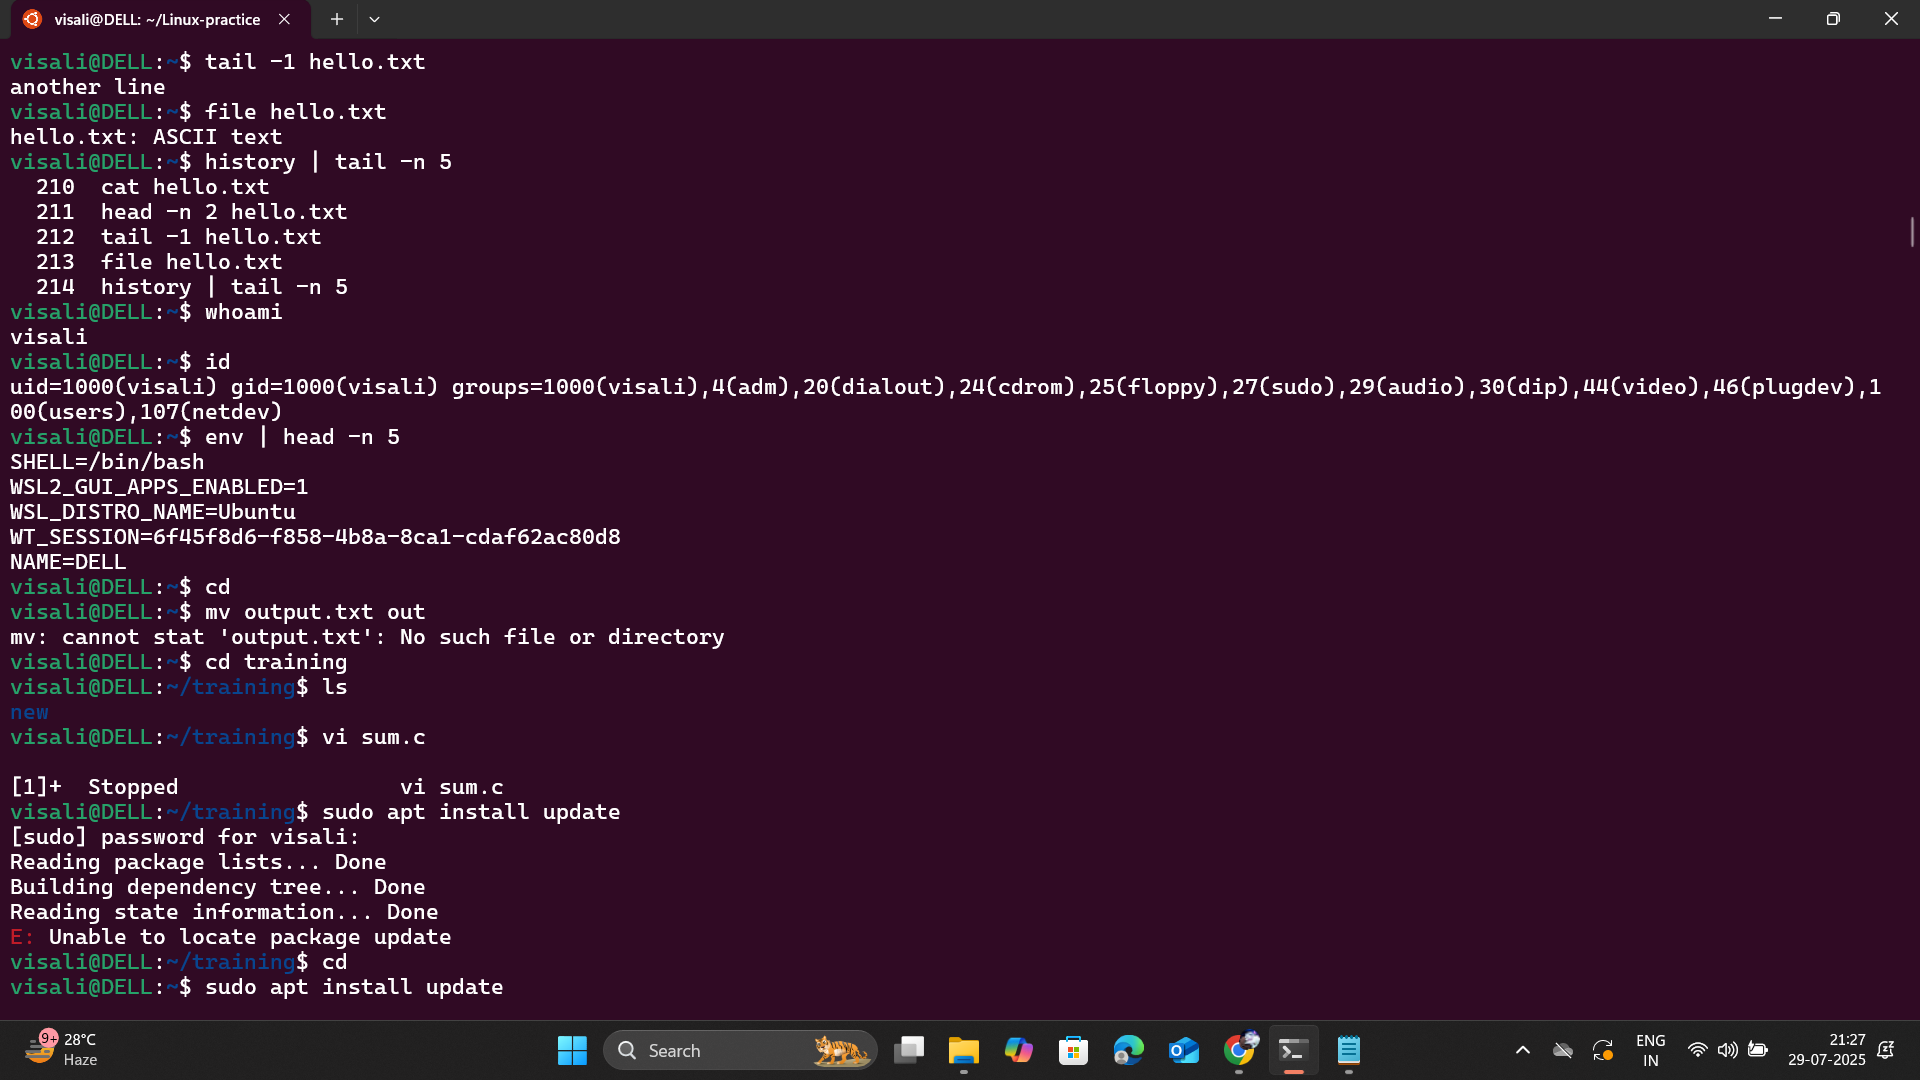 visali@DELL: ~/Linux-practice
visali@DELL:~$ tail -1 hello.txt
another line
visali@DELL:~$ file hello.txt
hello.txt: ASCII text
visali@DELL:~$ history | tail -n 5
  210  cat hello.txt
  211  head -n 2 hello.txt
  212  tail -1 hello.txt
  213  file hello.txt
  214  history | tail -n 5
visali@DELL:~$ whoami
visali
visali@DELL:~$ id
uid=1000(visali) gid=1000(visali) groups=1000(visali),4(adm),20(dialout),24(cdrom),25(floppy),27(sudo),29(audio),30(dip),44(video),46(plugdev),1
00(users),107(netdev)
visali@DELL:~$ env | head -n 5
SHELL=/bin/bash
WSL2_GUI_APPS_ENABLED=1
WSL_DISTRO_NAME=Ubuntu
WT_SESSION=6f45f8d6-f858-4b8a-8ca1-cdaf62ac80d8
NAME=DELL
visali@DELL:~$ cd
visali@DELL:~$ mv output.txt out
mv: cannot stat 'output.txt': No such file or directory
visali@DELL:~$ cd training
visali@DELL:~/training$ ls
new
visali@DELL:~/training$ vi sum.c
[1]+  Stopped                 vi sum.c
visali@DELL:~/training$ sudo apt install update
[sudo] password for visali:
Reading package lists... Done
Building dependency tree... Done
Reading state information... Done
E: Unable to locate package update
visali@DELL:~/training$ cd
visali@DELL:~$ sudo apt install update
9+
28°C
Haze
Search
ENG
IN
21:27
29-07-2025